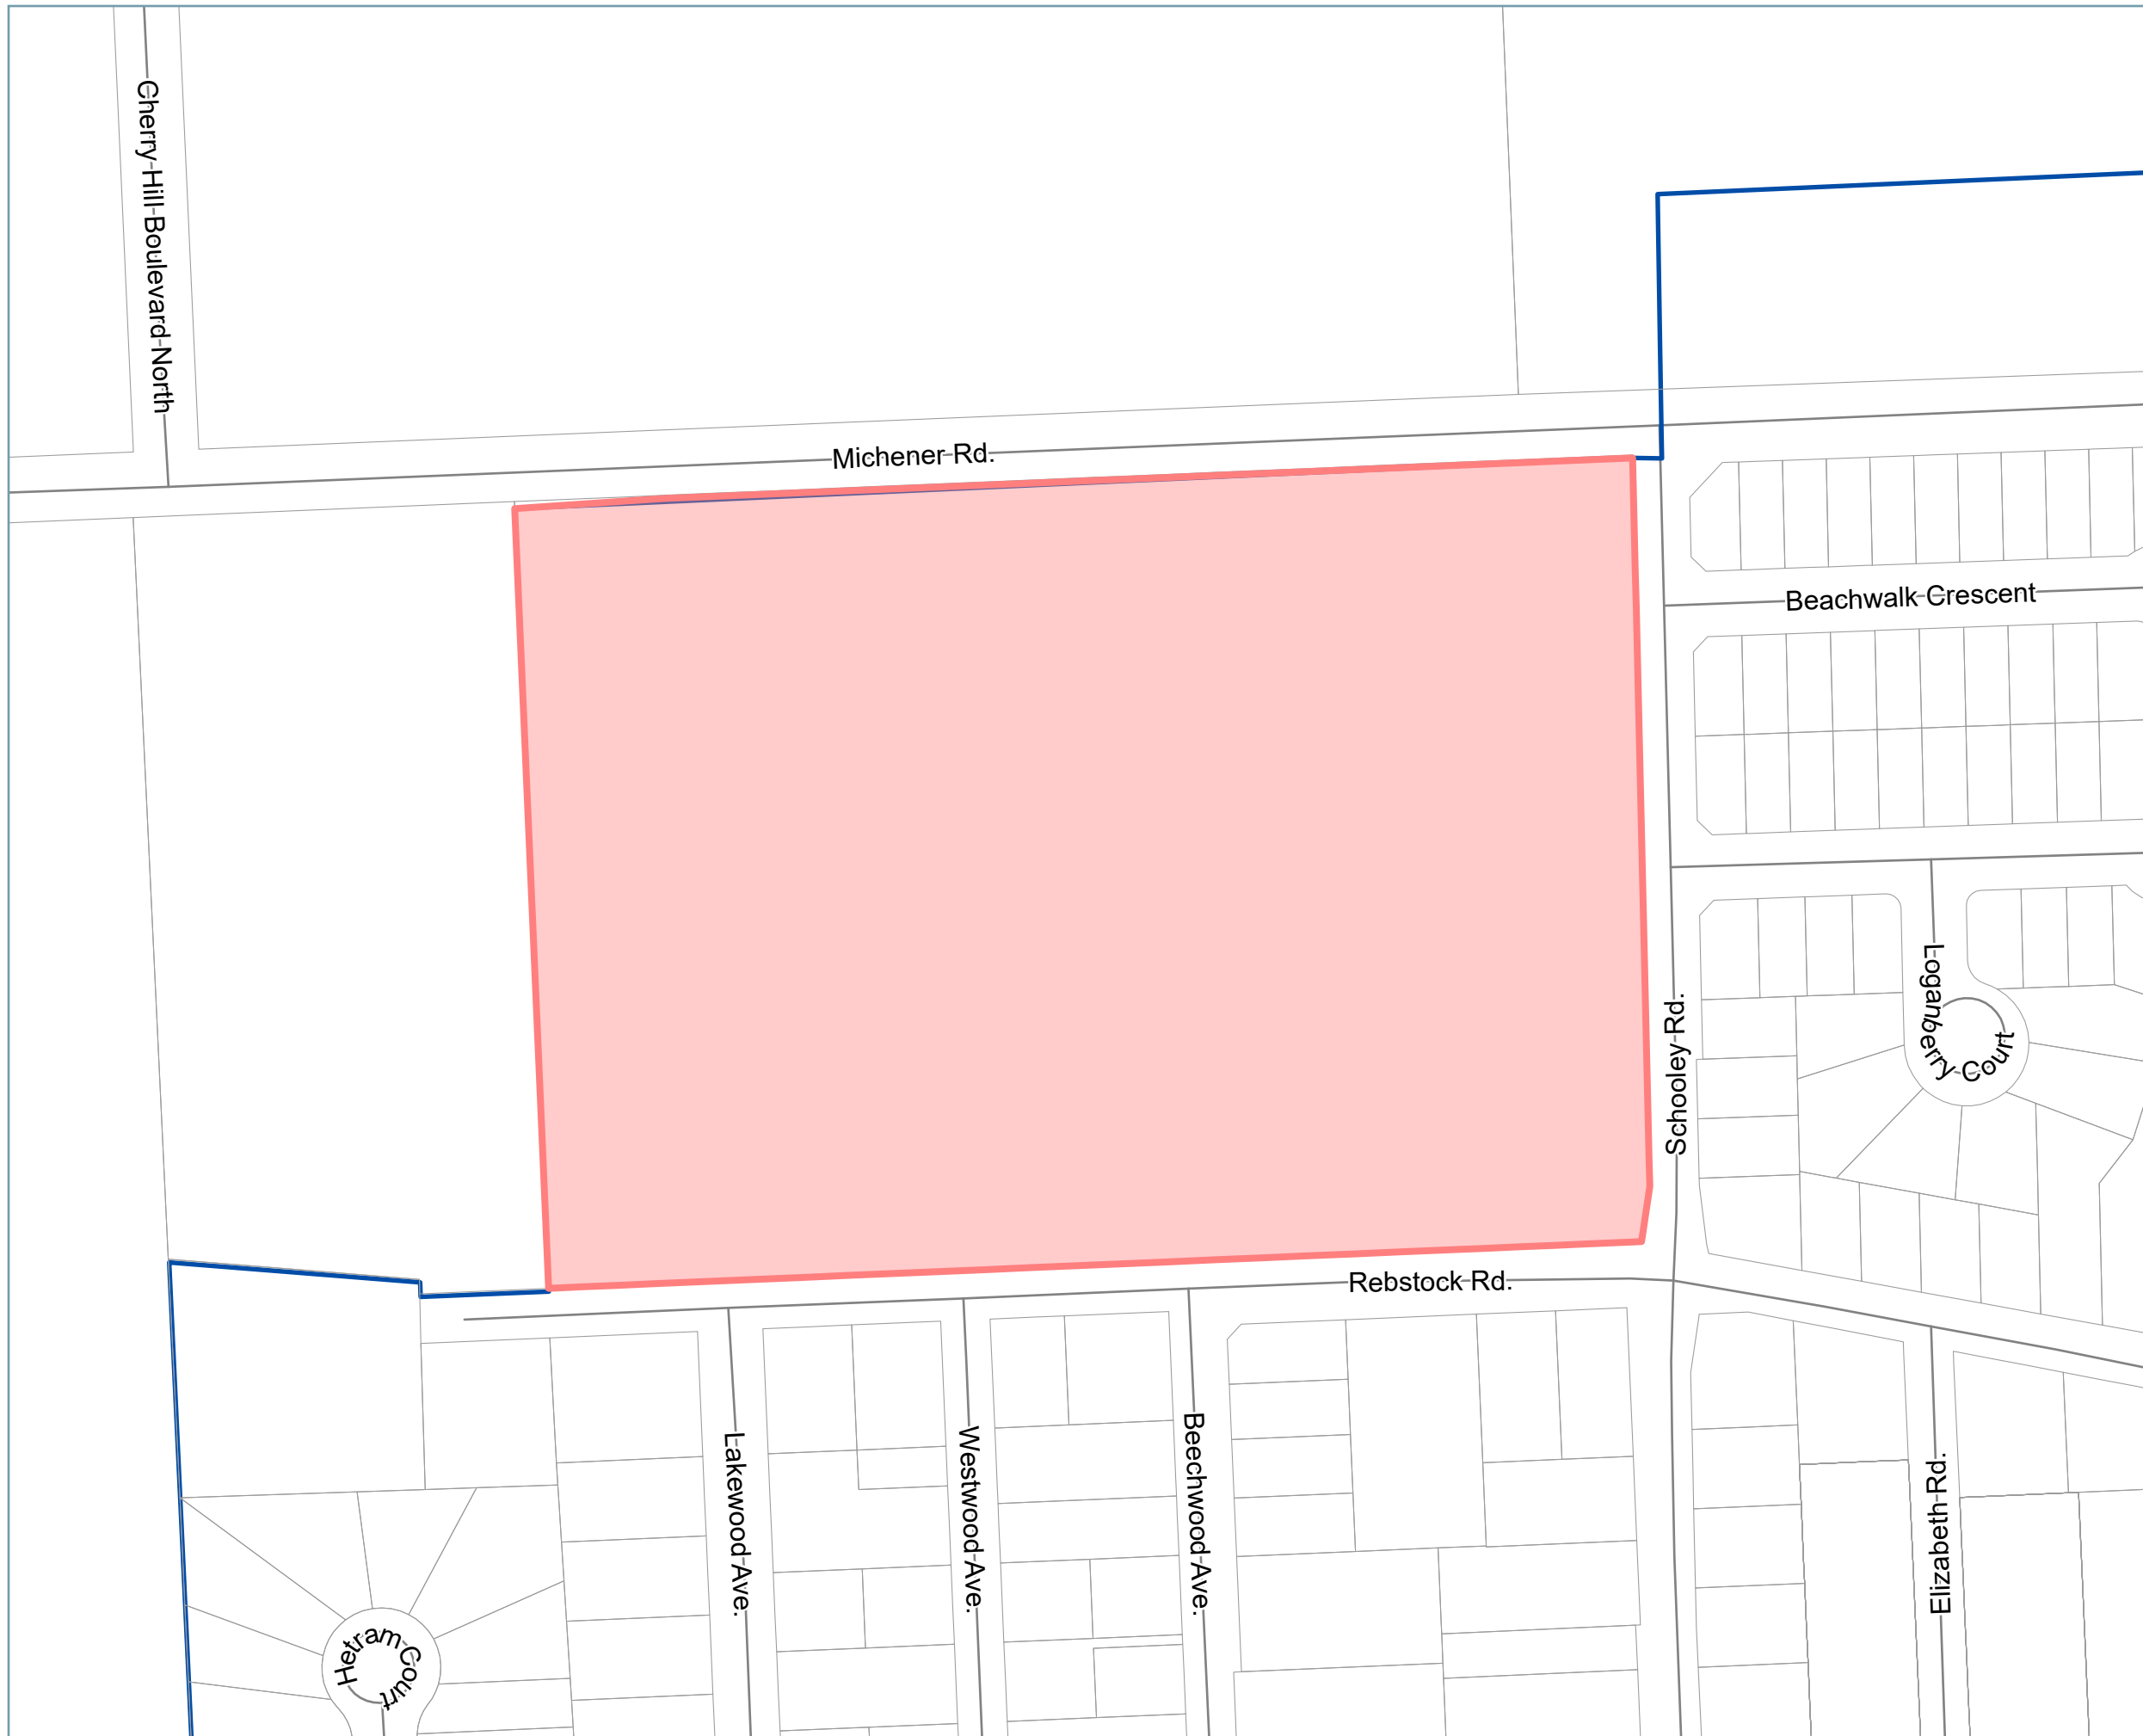 Cherry Hill Boulevard North
Michener Rd.
Beachwalk Crescent
Loganberry Court
Schooley Rd.
Rebstock Rd.
Lakewood Ave.
Westwood Ave.
Beechwood Ave.
Elizabeth Rd.
Hetram Court